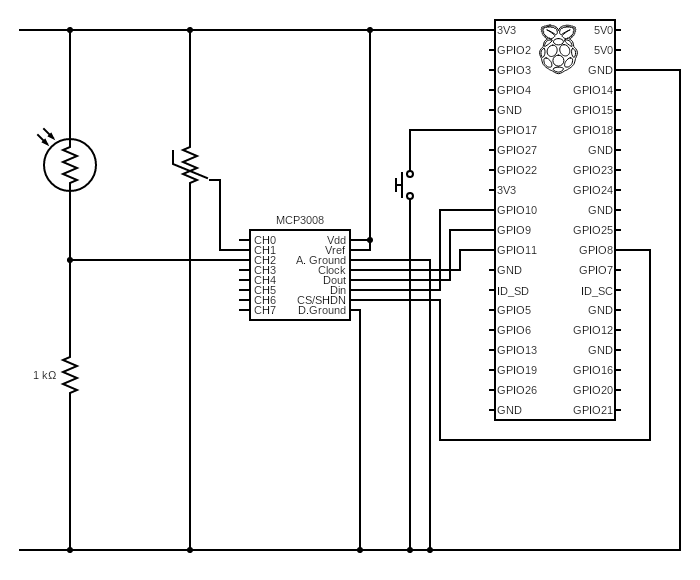 3V3 5V0
GPIO2 5V0
GPIO3 GND
GPIO4 GPIO14
GND GPIO15
GPIO17 GPIO18
GPIO27 GND
GPIO22 GPIO23
3V3 GPIO24
GPIO10 GND
GPIO9 GPIO25
GPIO11 GPIO8
GND GPIO7
ID_SD ID_SC
GPIO5 GND
GPIO6 GPIO12
GPIO13 GND
GPIO19 GPIO16
GPIO26 GPIO20
GND GPIO21
MCP3008
CH0 Vdd
CH1 Vref
CH2 A. Ground
CH3 Clock
CH4 Dout
CH5 Din
CH6 CS/SHDN
CH7 D.Ground
1 kΩ